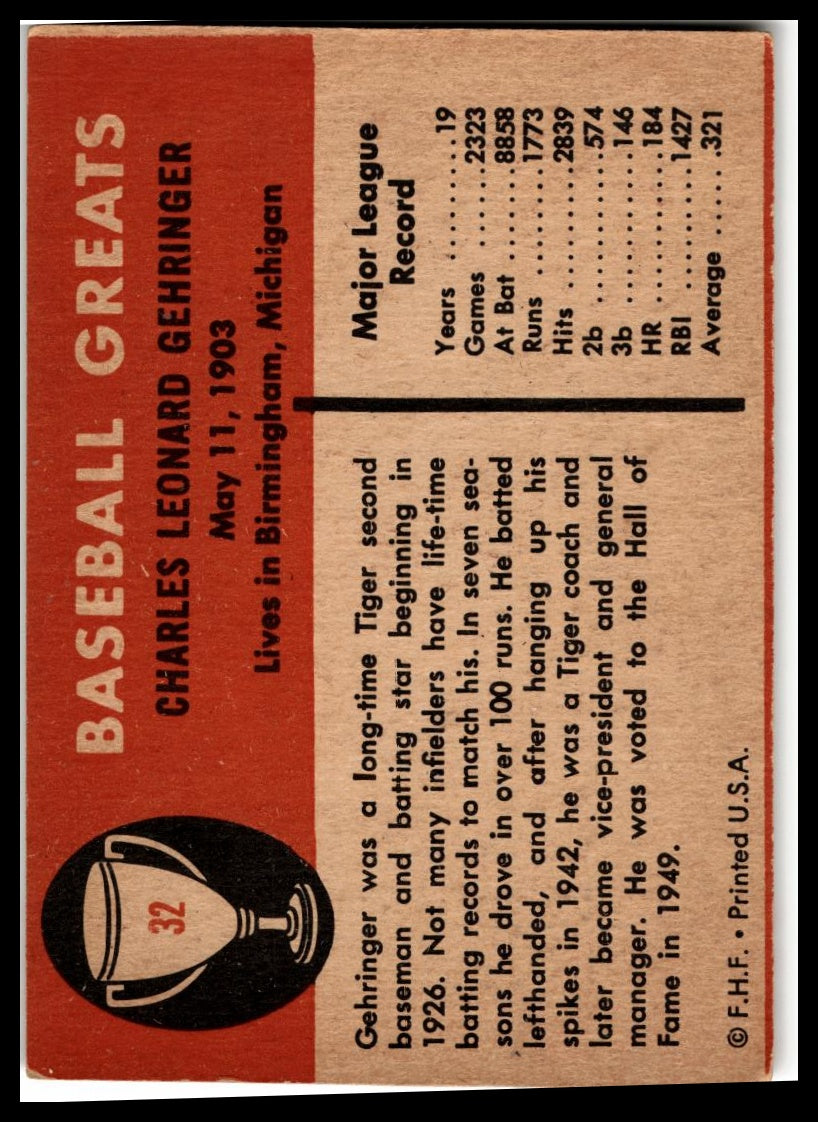 32
BASEBALL GREATS
CHARLES LEONARD GEHRINGER
May 11, 1903
Lives in Birmingham, Michigan
Gehringer was a long-time Tiger second
baseman and batting star beginning in
1926. Not many infielders have life-time
batting records to match his. In seven sea-
sons he drove in over 100 runs. He batted
lefthanded, and after hanging up his
spikes in 1942, he was a Tiger coach and
later became vice-president and general
manager. He was voted to the Hall of
Fame in 1949.
© F.H.F. • Printed U.S.A.
Major League
Record
Years .........19
Games ......2323
At Bat .......8858
Runs ........1773
Hits .........2839
2b ...........574
3b ...........146
HR ...........184
RBI .........1427
Average .....321